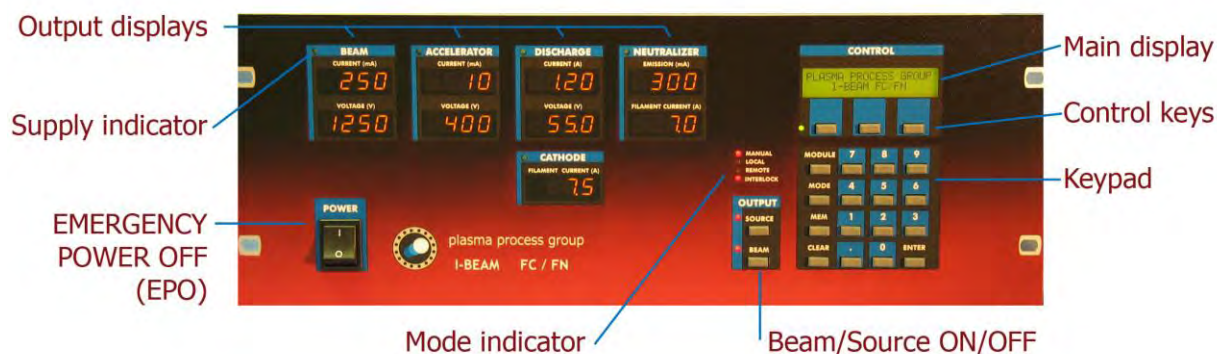 Output displays
Supply indicator
EMERGENCY
POWER OFF
(EPO)
BEAM
CURRENT (mA)
250
VOLTAGE (V)
1250
ACCELERATOR
CURRENT (mA)
10
VOLTAGE (V)
400
DISCHARGE
CURRENT (A)
1.20
VOLTAGE (V)
55.0
NEUTRALIZER
EMISSION (mA)
300
FILAMENT CURRENT (A)
7.0
CATHODE
FILAMENT CURRENT (A)
7.5
POWER
I
O
plasma process group
I-BEAM FC / FN
MANUAL
LOCAL
REMOTE
INTERLOCK
OUTPUT
SOURCE
BEAM
CONTROL
PLASMA PROCESS GROUP
I-BEAM FC/FN
MODULE 7 8 9
MODE 4 5 6
MEM 1 2 3
CLEAR . 0 ENTER
Main display
Control keys
Keypad
Mode indicator
Beam/Source ON/OFF